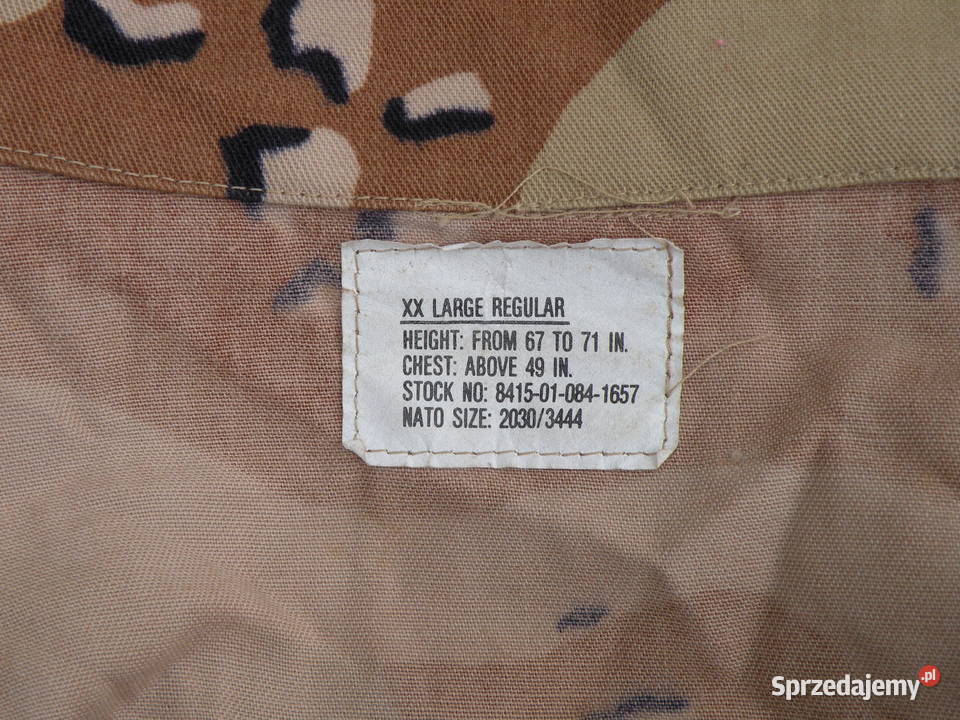 XX LARGE REGULAR
HEIGHT: FROM 67 TO 71 IN.
CHEST: ABOVE 49 IN.
STOCK NO: 8415-01-084-1657
NATO SIZE: 2030/3444
Sprzedajemy.pl